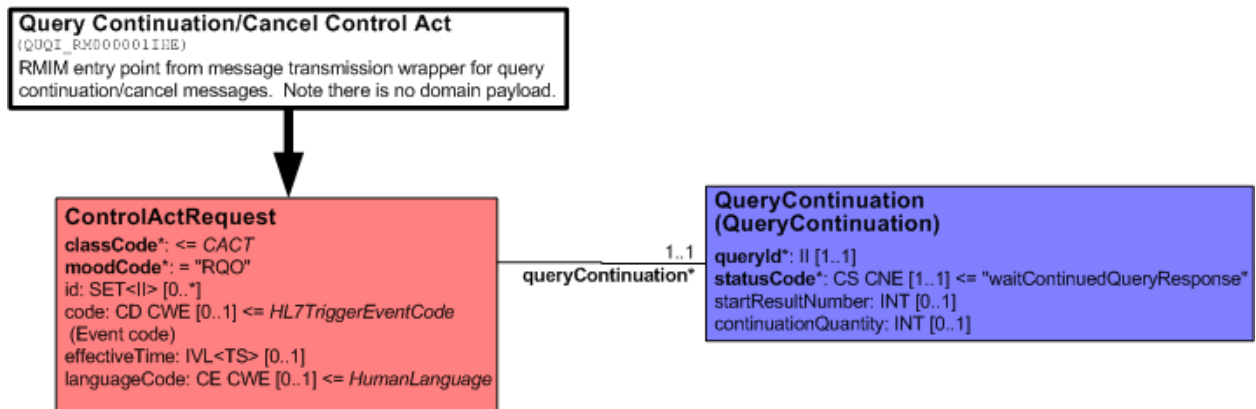 Query Continuation/Cancel Control Act
(QUQI_RM000001IHE)
RMIM entry point from message transmission wrapper for query
continuation/cancel messages.  Note there is no domain payload.
ControlActRequest
classCode*: <= CACT
moodCode*: = "RQO"
id: SET<II> [0..*]
code: CD CWE [0..1] <= HL7TriggerEventCode
(Event code)
effectiveTime: IVL<TS> [0..1]
languageCode: CE CWE [0..1] <= HumanLanguage
1..1
queryContinuation*
QueryContinuation
(QueryContinuation)
queryId*: II [1..1]
statusCode*: CS CNE [1..1] <= "waitContinuedQueryResponse"
startResultNumber: INT [0..1]
continuationQuantity: INT [0..1]